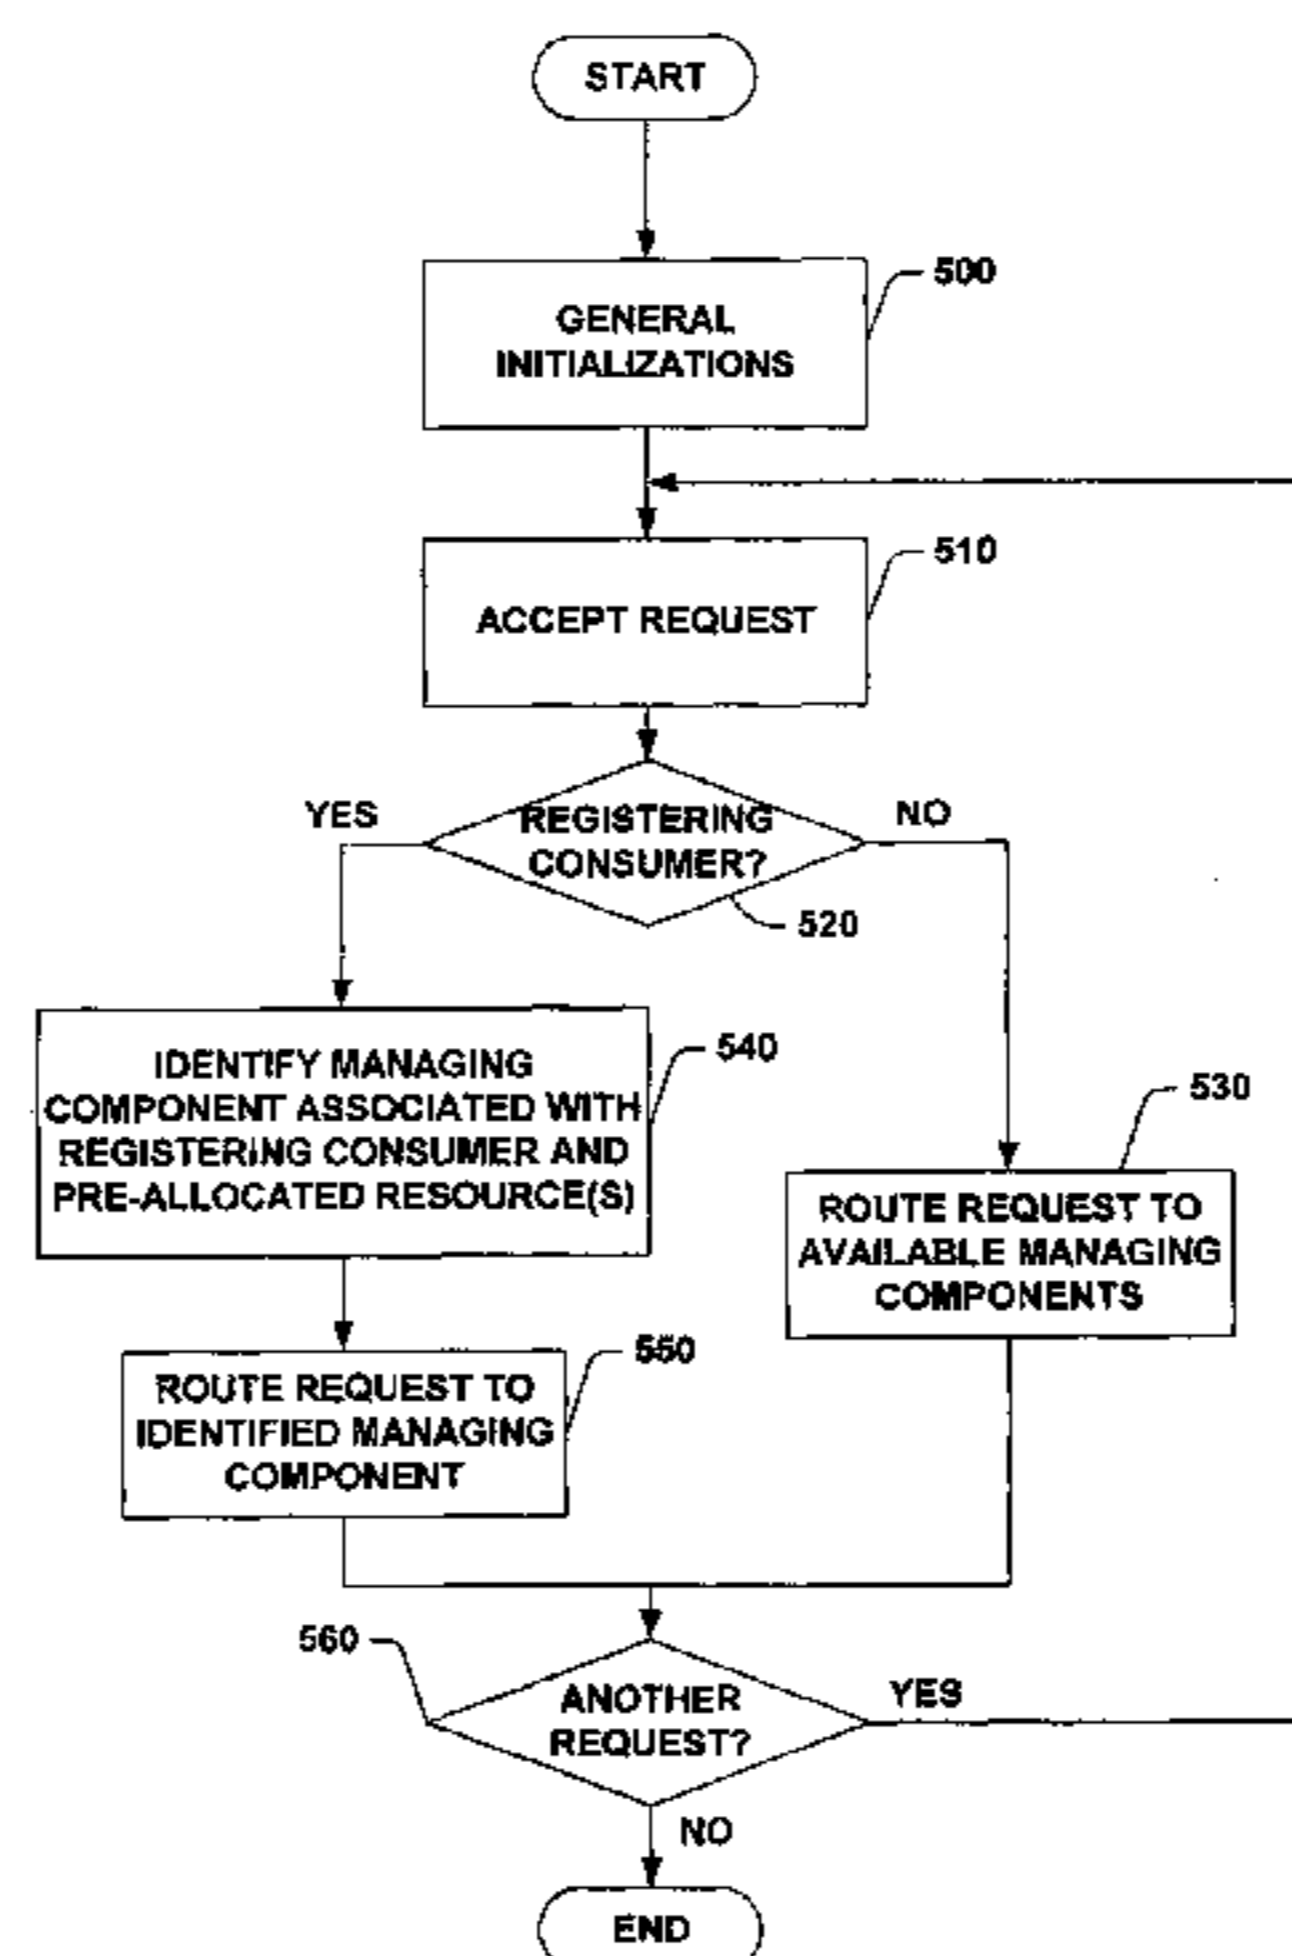 START
GENERAL
INITIALIZATIONS
500
ACCEPT REQUEST
510
YES
REGISTERING
CONSUMER?
NO
520
IDENTIFY MANAGING
COMPONENT ASSOCIATED WITH
REGISTERING CONSUMER AND
PRE-ALLOCATED RESOURCE(S)
540
530
ROUTE REQUEST TO
AVAILABLE MANAGING
COMPONENTS
550
ROUTE REQUEST TO
IDENTIFIED MANAGING
COMPONENT
560
ANOTHER
REQUEST?
YES
NO
END